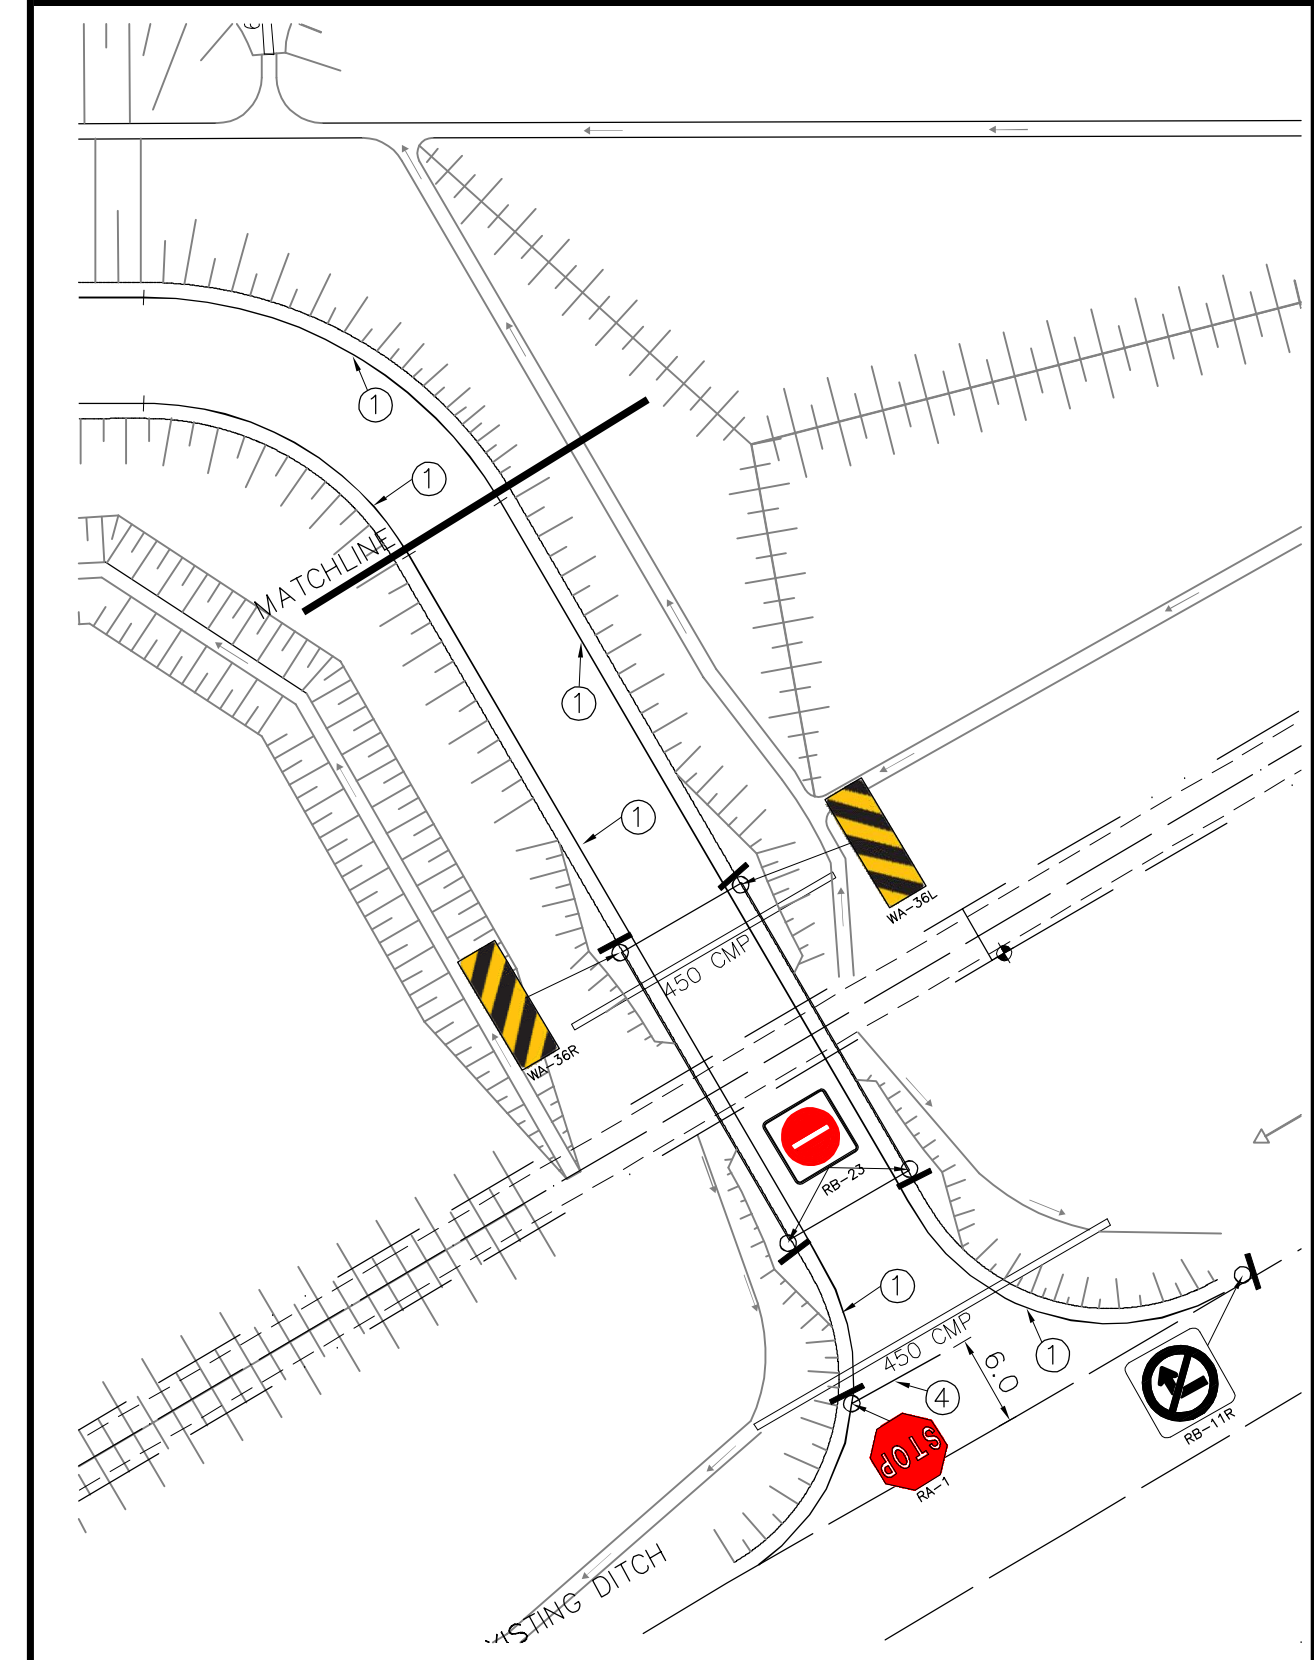 1
1
MATCHLINE
1
1
WA-36L
450 CMP
WA-36R
RB-23
1
450 CMP
6.0
1
4
STOP
RA-1
RB-11R
XISTING DITCH